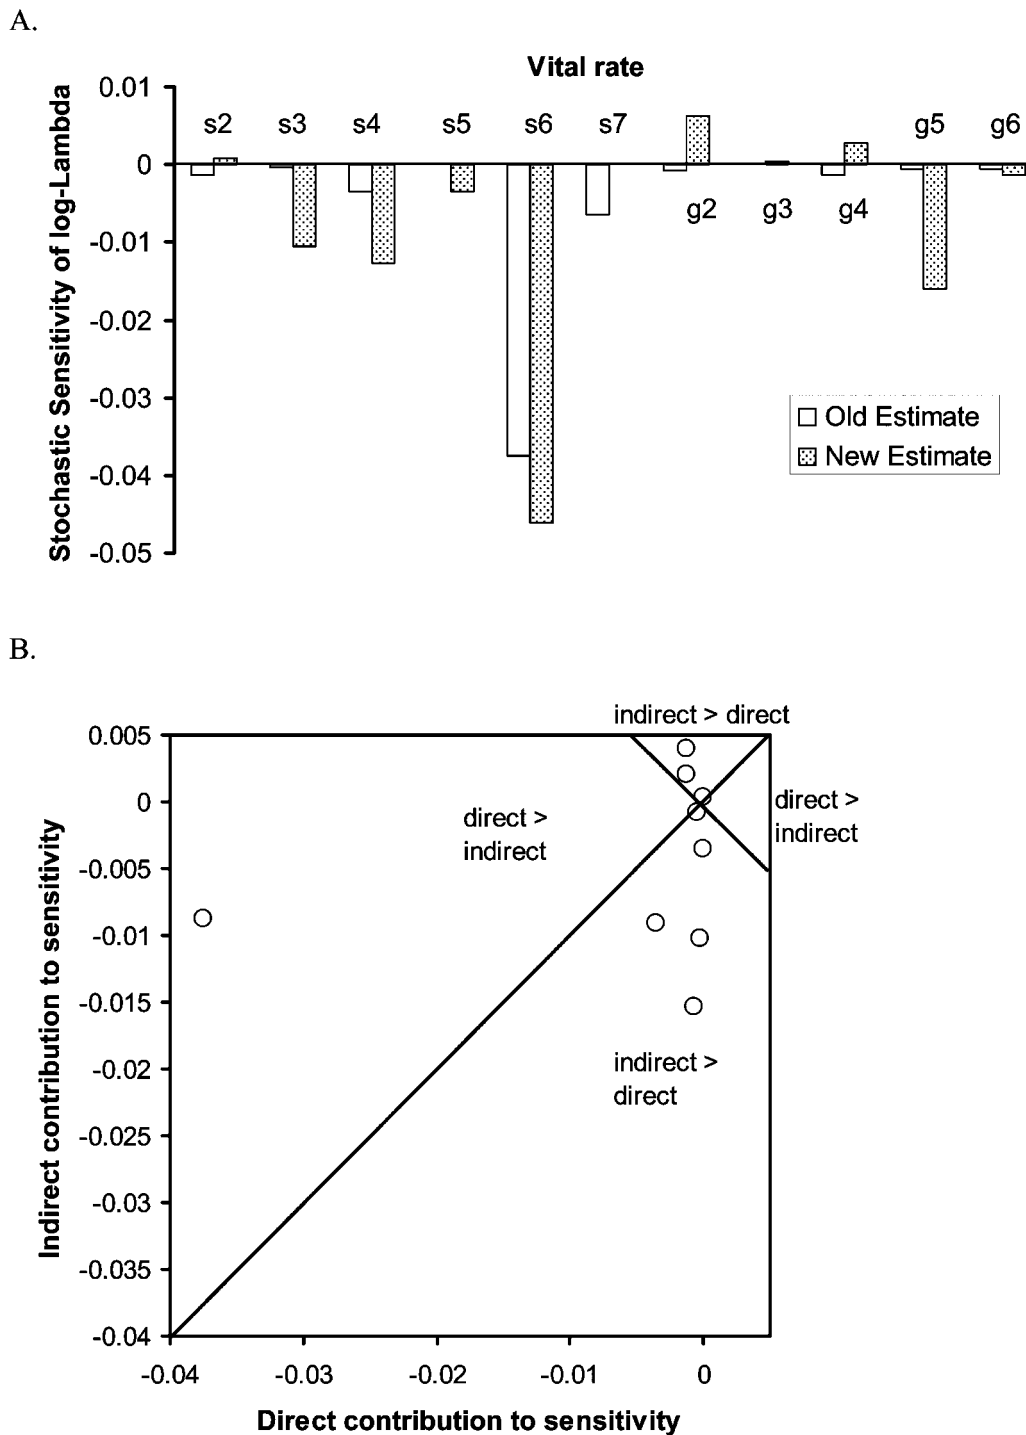 A.
Vital rate
Stochastic Sensitivity of log-Lambda
0.01
s2 s3 s4 s5 s6 s7 g5 g6
0
g2 g3 g4
-0.01
-0.02
-0.03
Old Estimate
-0.04
New Estimate
-0.05
B.
indirect > direct
Indirect contribution to sensitivity
0.005
0
direct >
indirect
direct >
indirect
-0.005
-0.01
-0.015
-0.02
indirect >
direct
-0.025
-0.03
-0.035
-0.04
-0.04 -0.03 -0.02 -0.01 0
Direct contribution to sensitivity